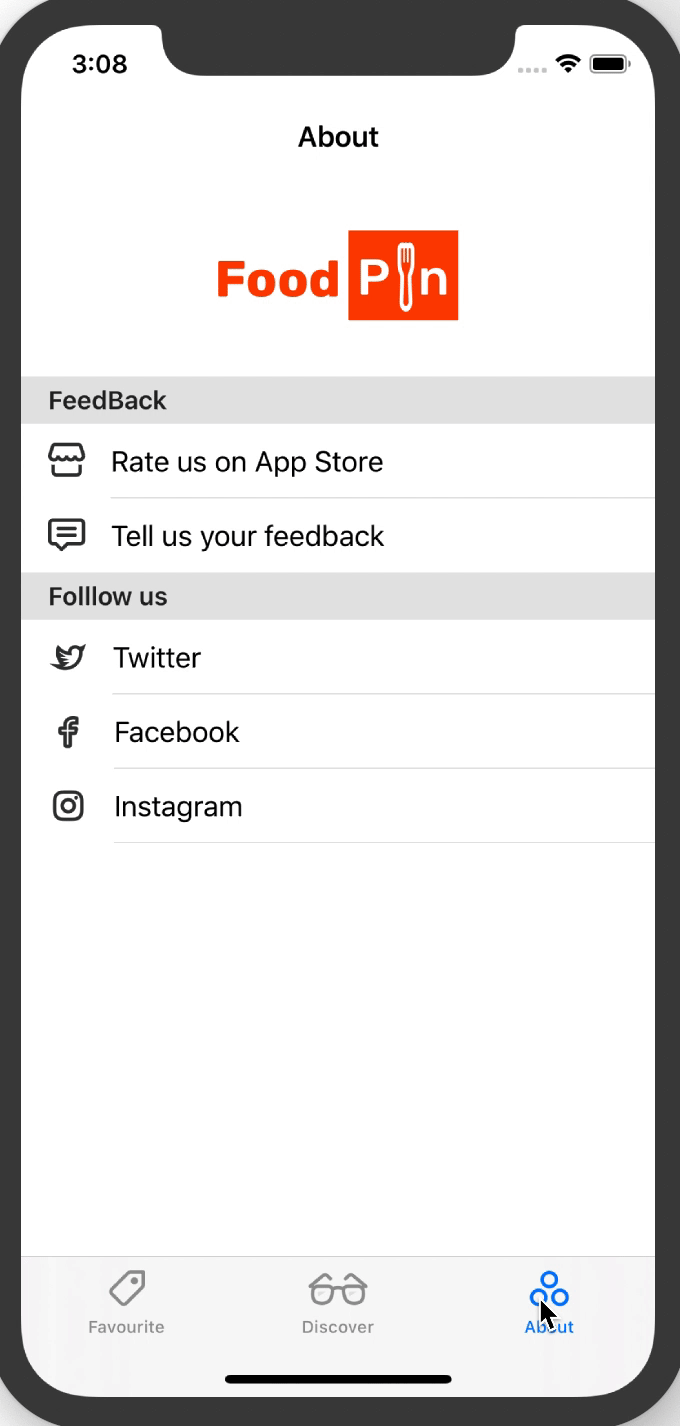 3:08
About
Food Pin
FeedBack
Rate us on App Store
Tell us your feedback
Folllow us
Twitter
Facebook
Instagram
Favourite
Discover
About